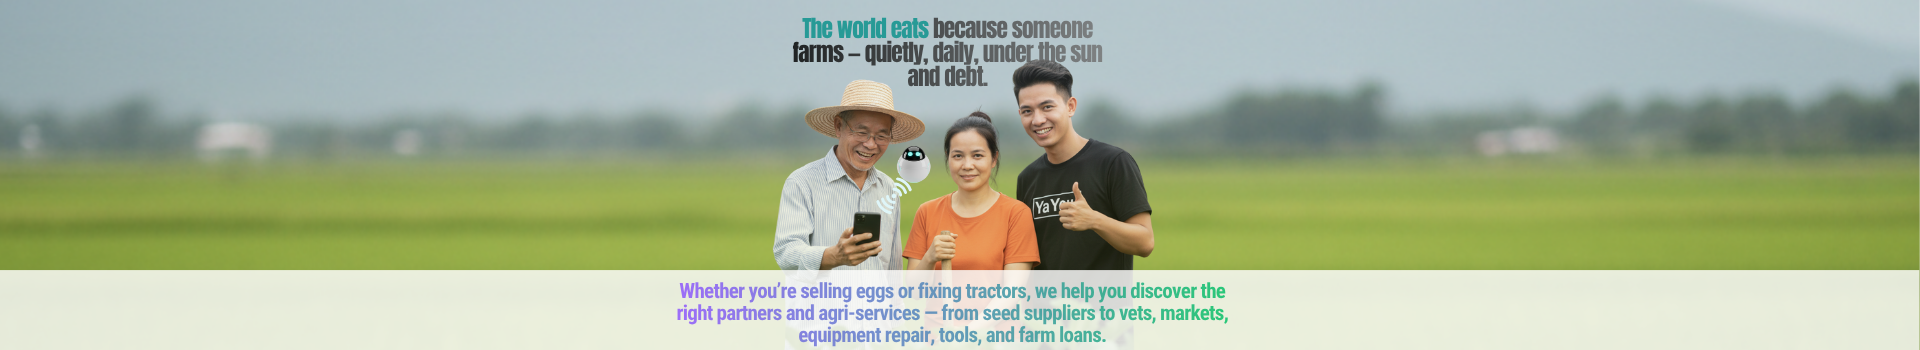 The world eats because someone
farms – quietly, daily, under the sun
and debt.
Ya
Whether you're selling eggs or fixing tractors, we help you discover the
right partners and agri-services — from seed suppliers to vets, markets,
equipment repair, tools, and farm loans.